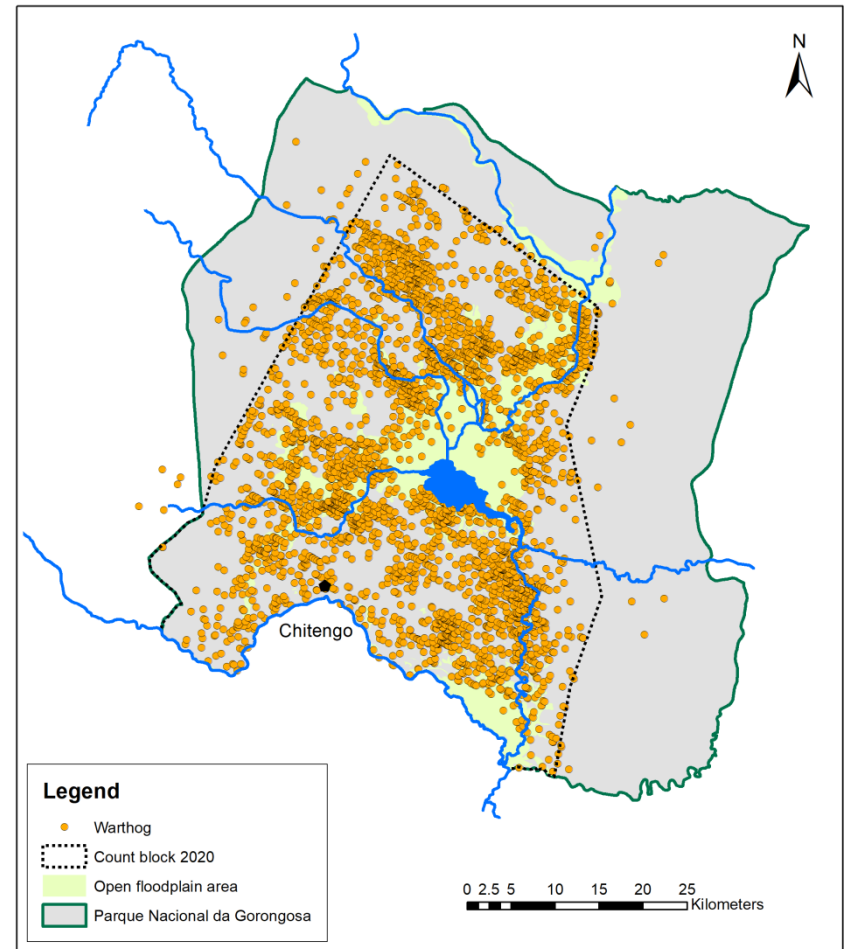 N
Chitengo
Legend
Warthog
Count block 2020
Open floodplain area
Parque Nacional da Gorongosa
0 2.5 5 10 15 20 25
Kilometers